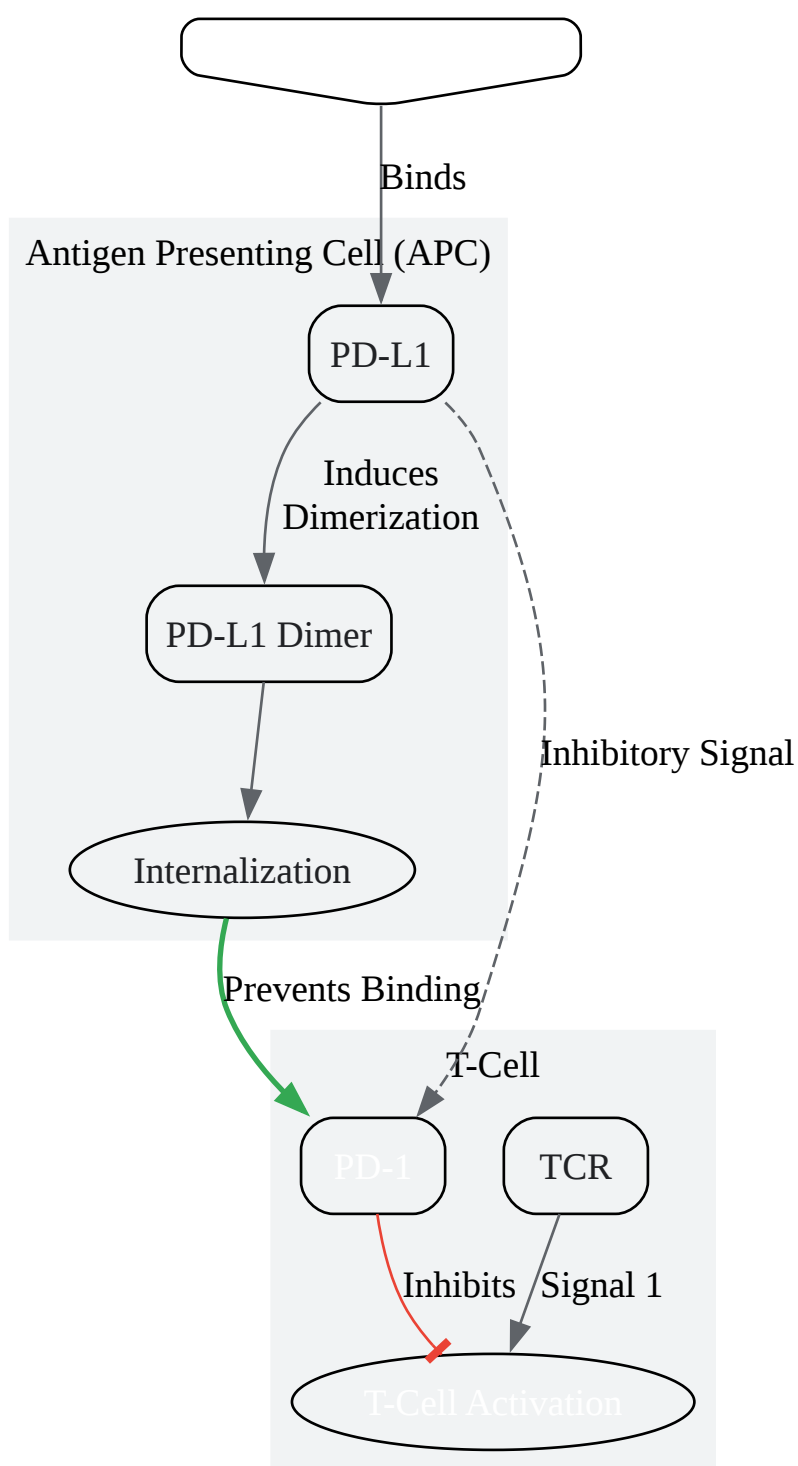 Binds
Antigen Presenting Cell (APC)
PD-L1
Induces
Dimerization
PD-L1 Dimer
Inhibitory Signal
Internalization
Prevents Binding
T-Cell
PD-1
TCR
Inhibits
Signal 1
T-Cell Activation